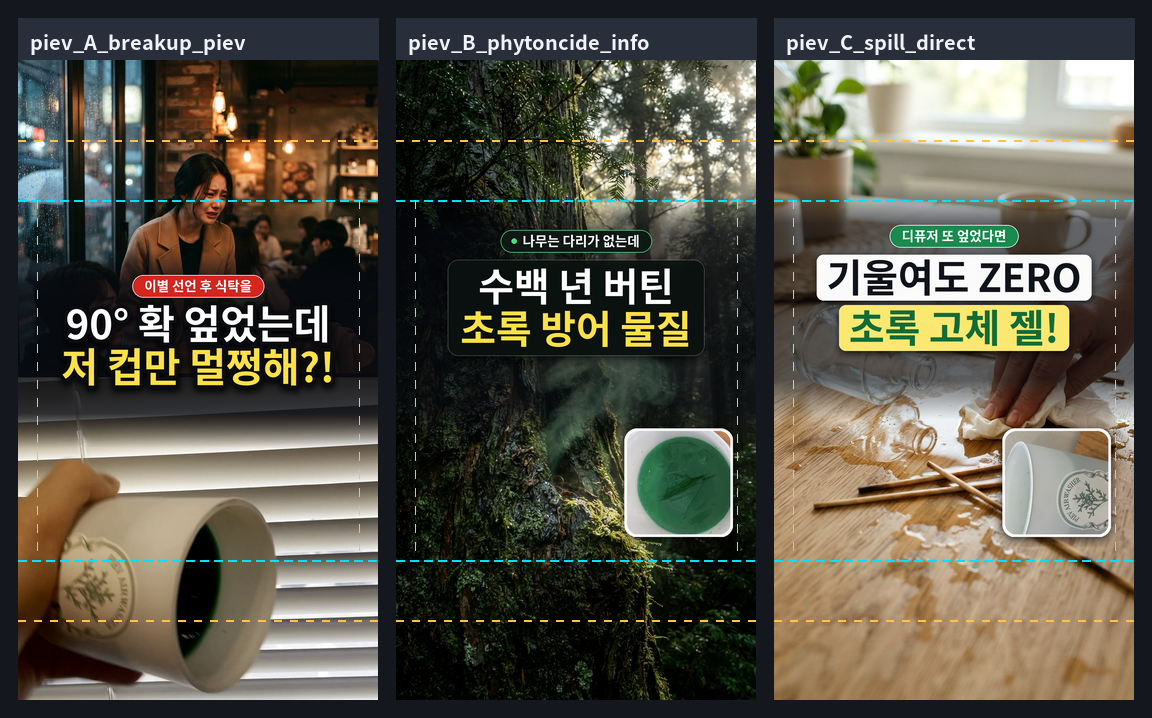 piev_A_breakup_piev
이별 선언 후 식탁을
90° 확 엎었는데
저 컵만 멀쩡해?!
piev_B_phytoncide_info
나무는 다리가 없는데
수백 년 버틴
초록 방어 물질
piev_C_spill_direct
디퓨저 또 엎었다면
기울여도 ZERO
초록 고체 젤!